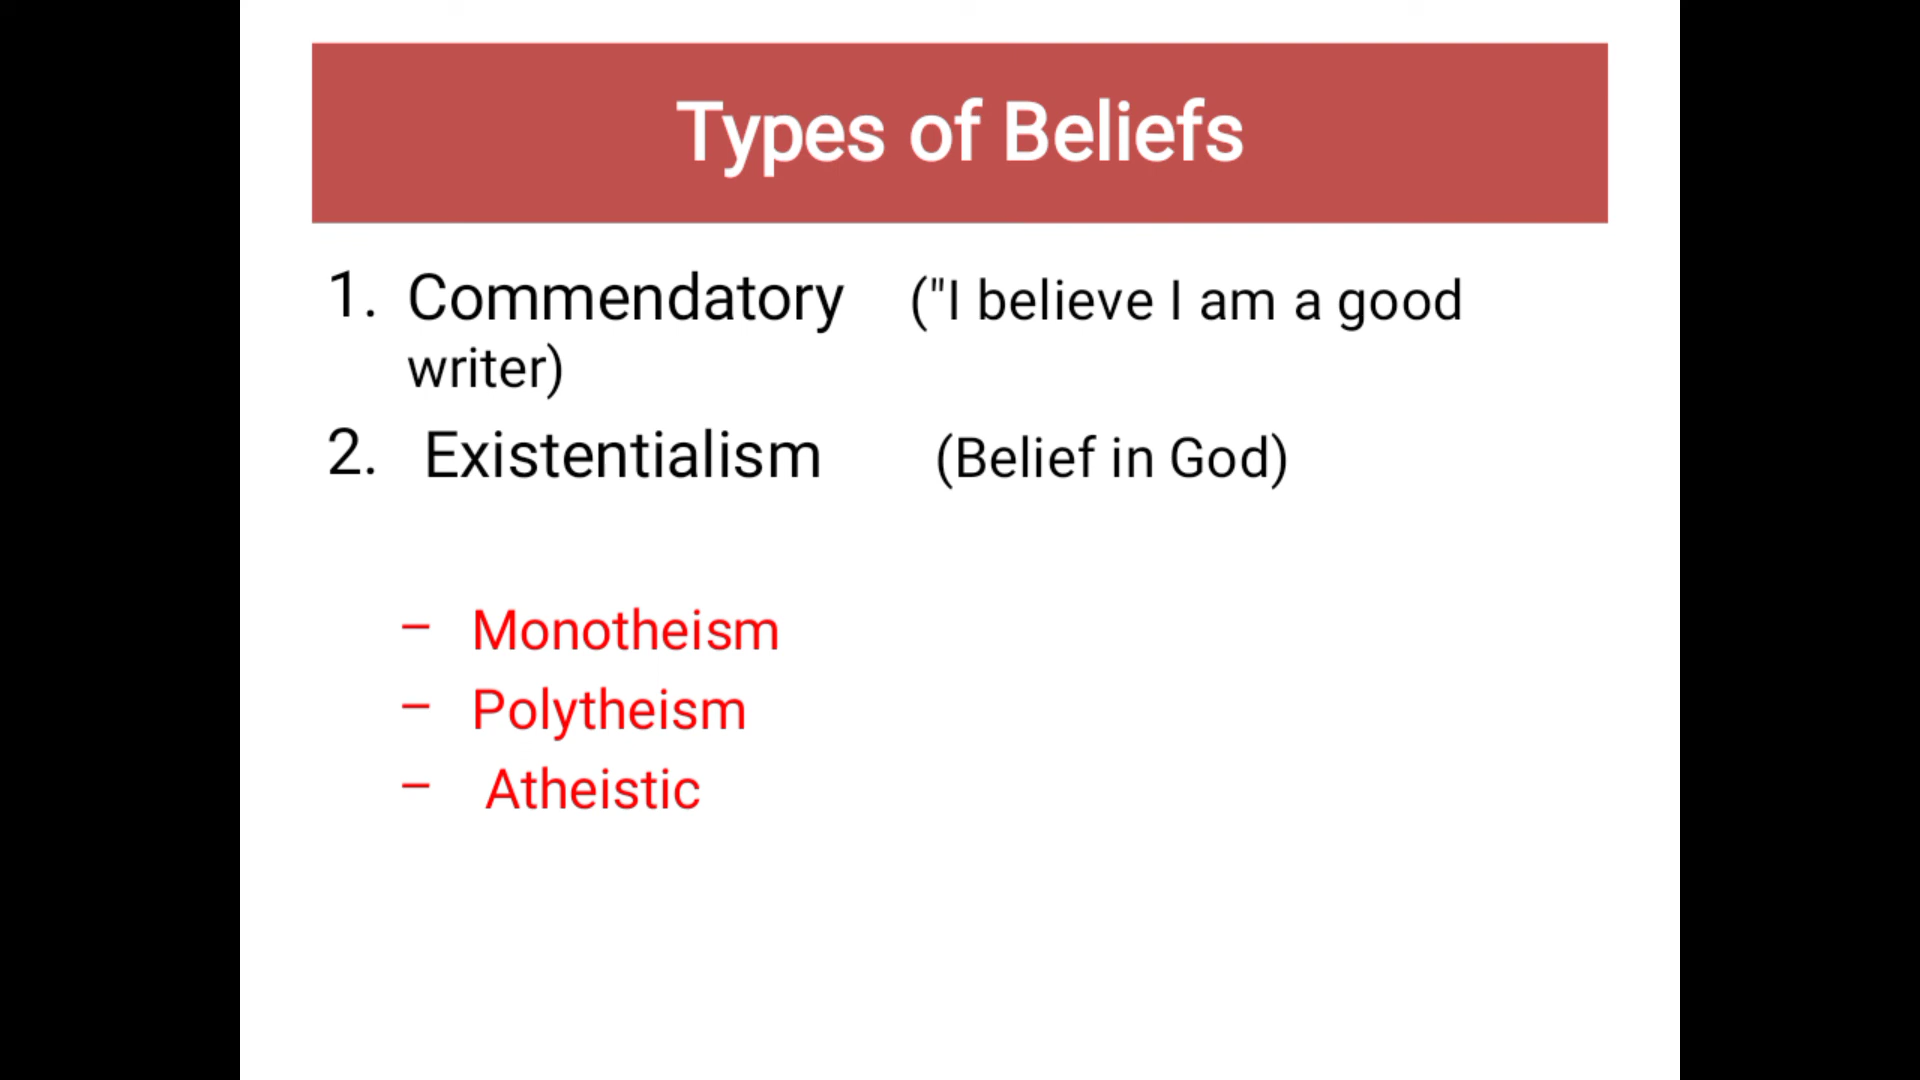 Types of Beliefs
1. Commendatory ("I believe I am a good
writer)
2. Existentialism (Belief in God)
– Monotheism
– Polytheism
– Atheistic